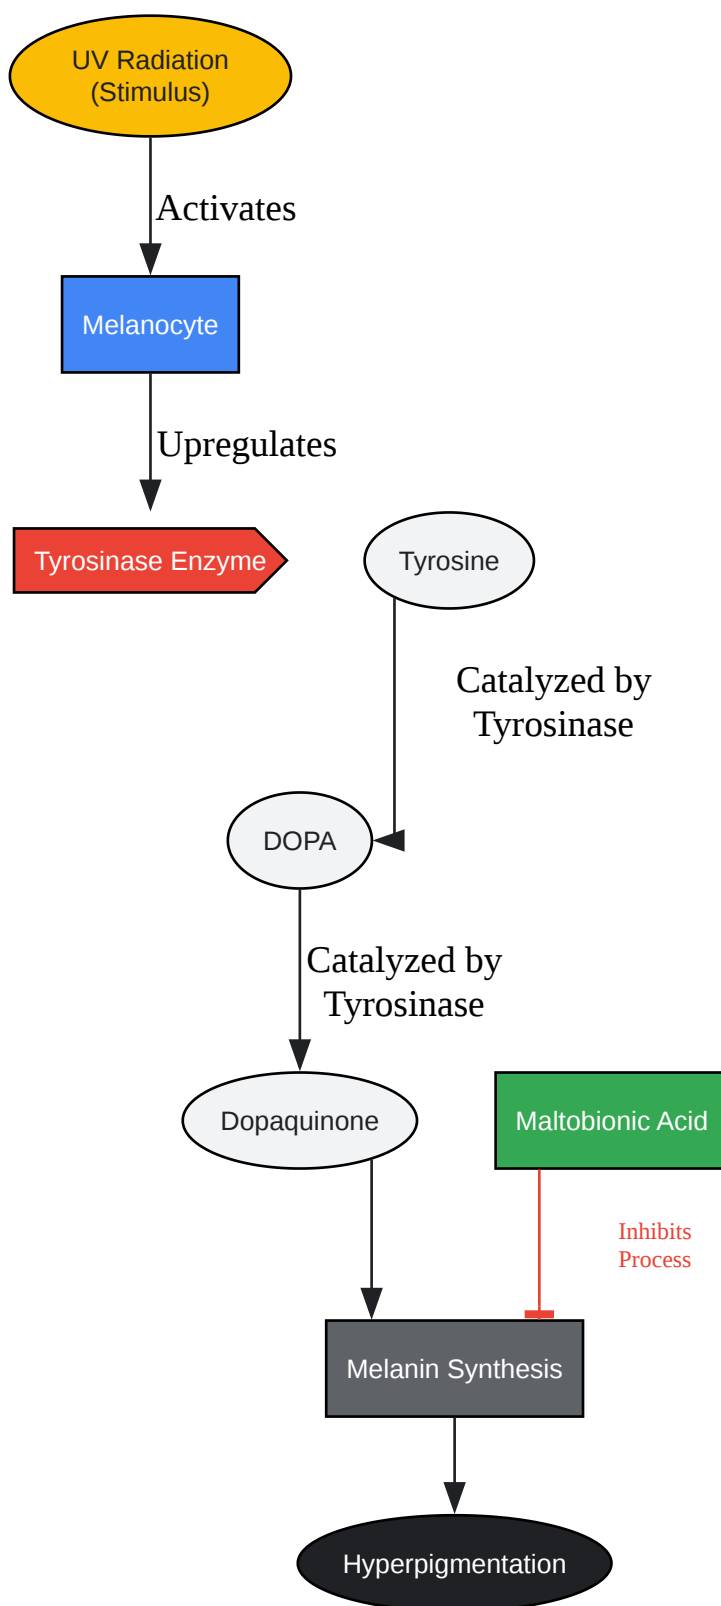 UV Radiation
(Stimulus)
Activates
Melanocyte
Upregulates
Tyrosinase Enzyme
Tyrosine
Catalyzed by
Tyrosinase
DOPA
Catalyzed by
Tyrosinase
Dopaquinone
Maltobionic Acid
Inhibits
Process
Melanin Synthesis
Hyperpigmentation